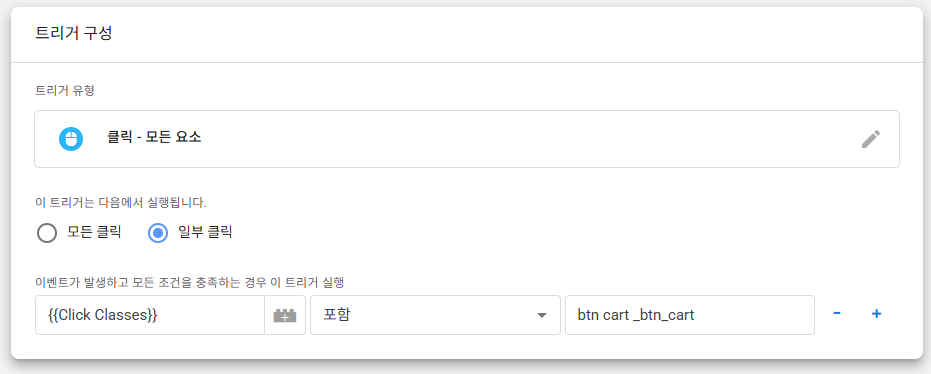 트리거 구성
트리거 유형
클릭 - 모든 요소
이 트리거는 다음에서 실행됩니다.
모든 클릭 일부 클릭
이벤트가 발생하고 모든 조건을 충족하는 경우 이 트리거 실행
{{Click Classes}} 포함 btn cart _btn_cart - +